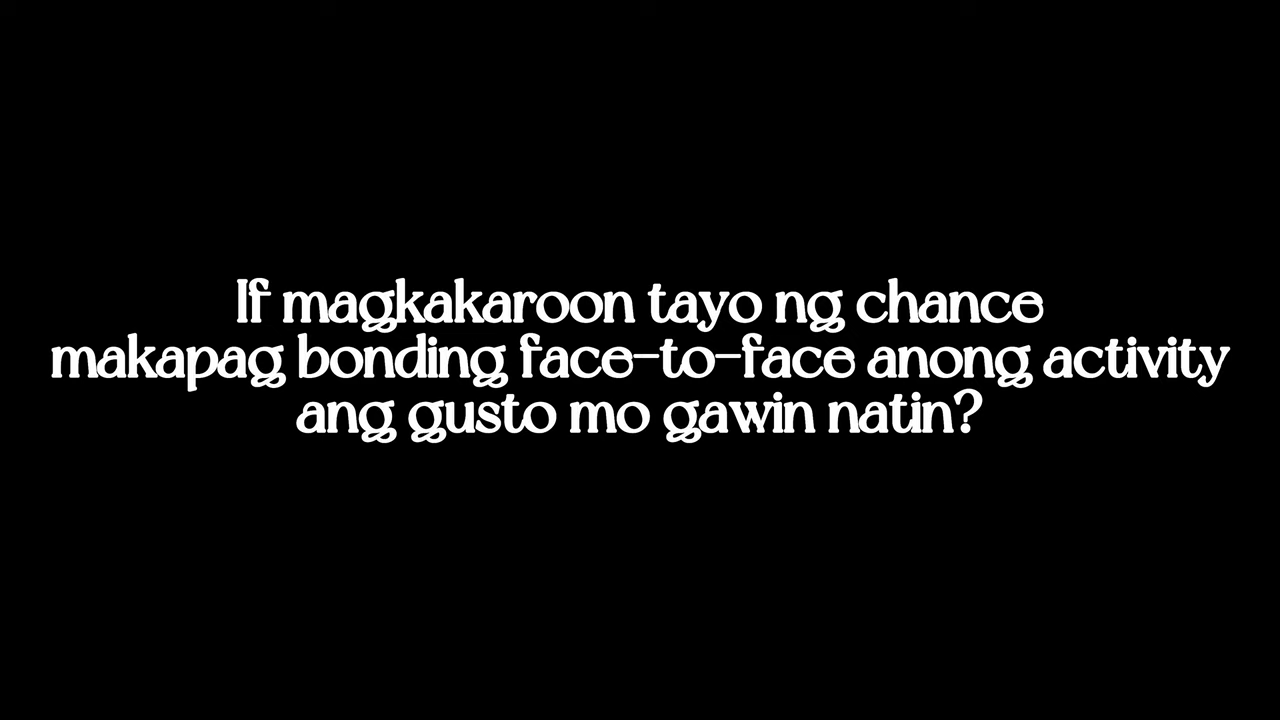 If magkakaroon tayo ng chance
makapag bonding face-to-face anong activity
ang gusto mo gawin natin?